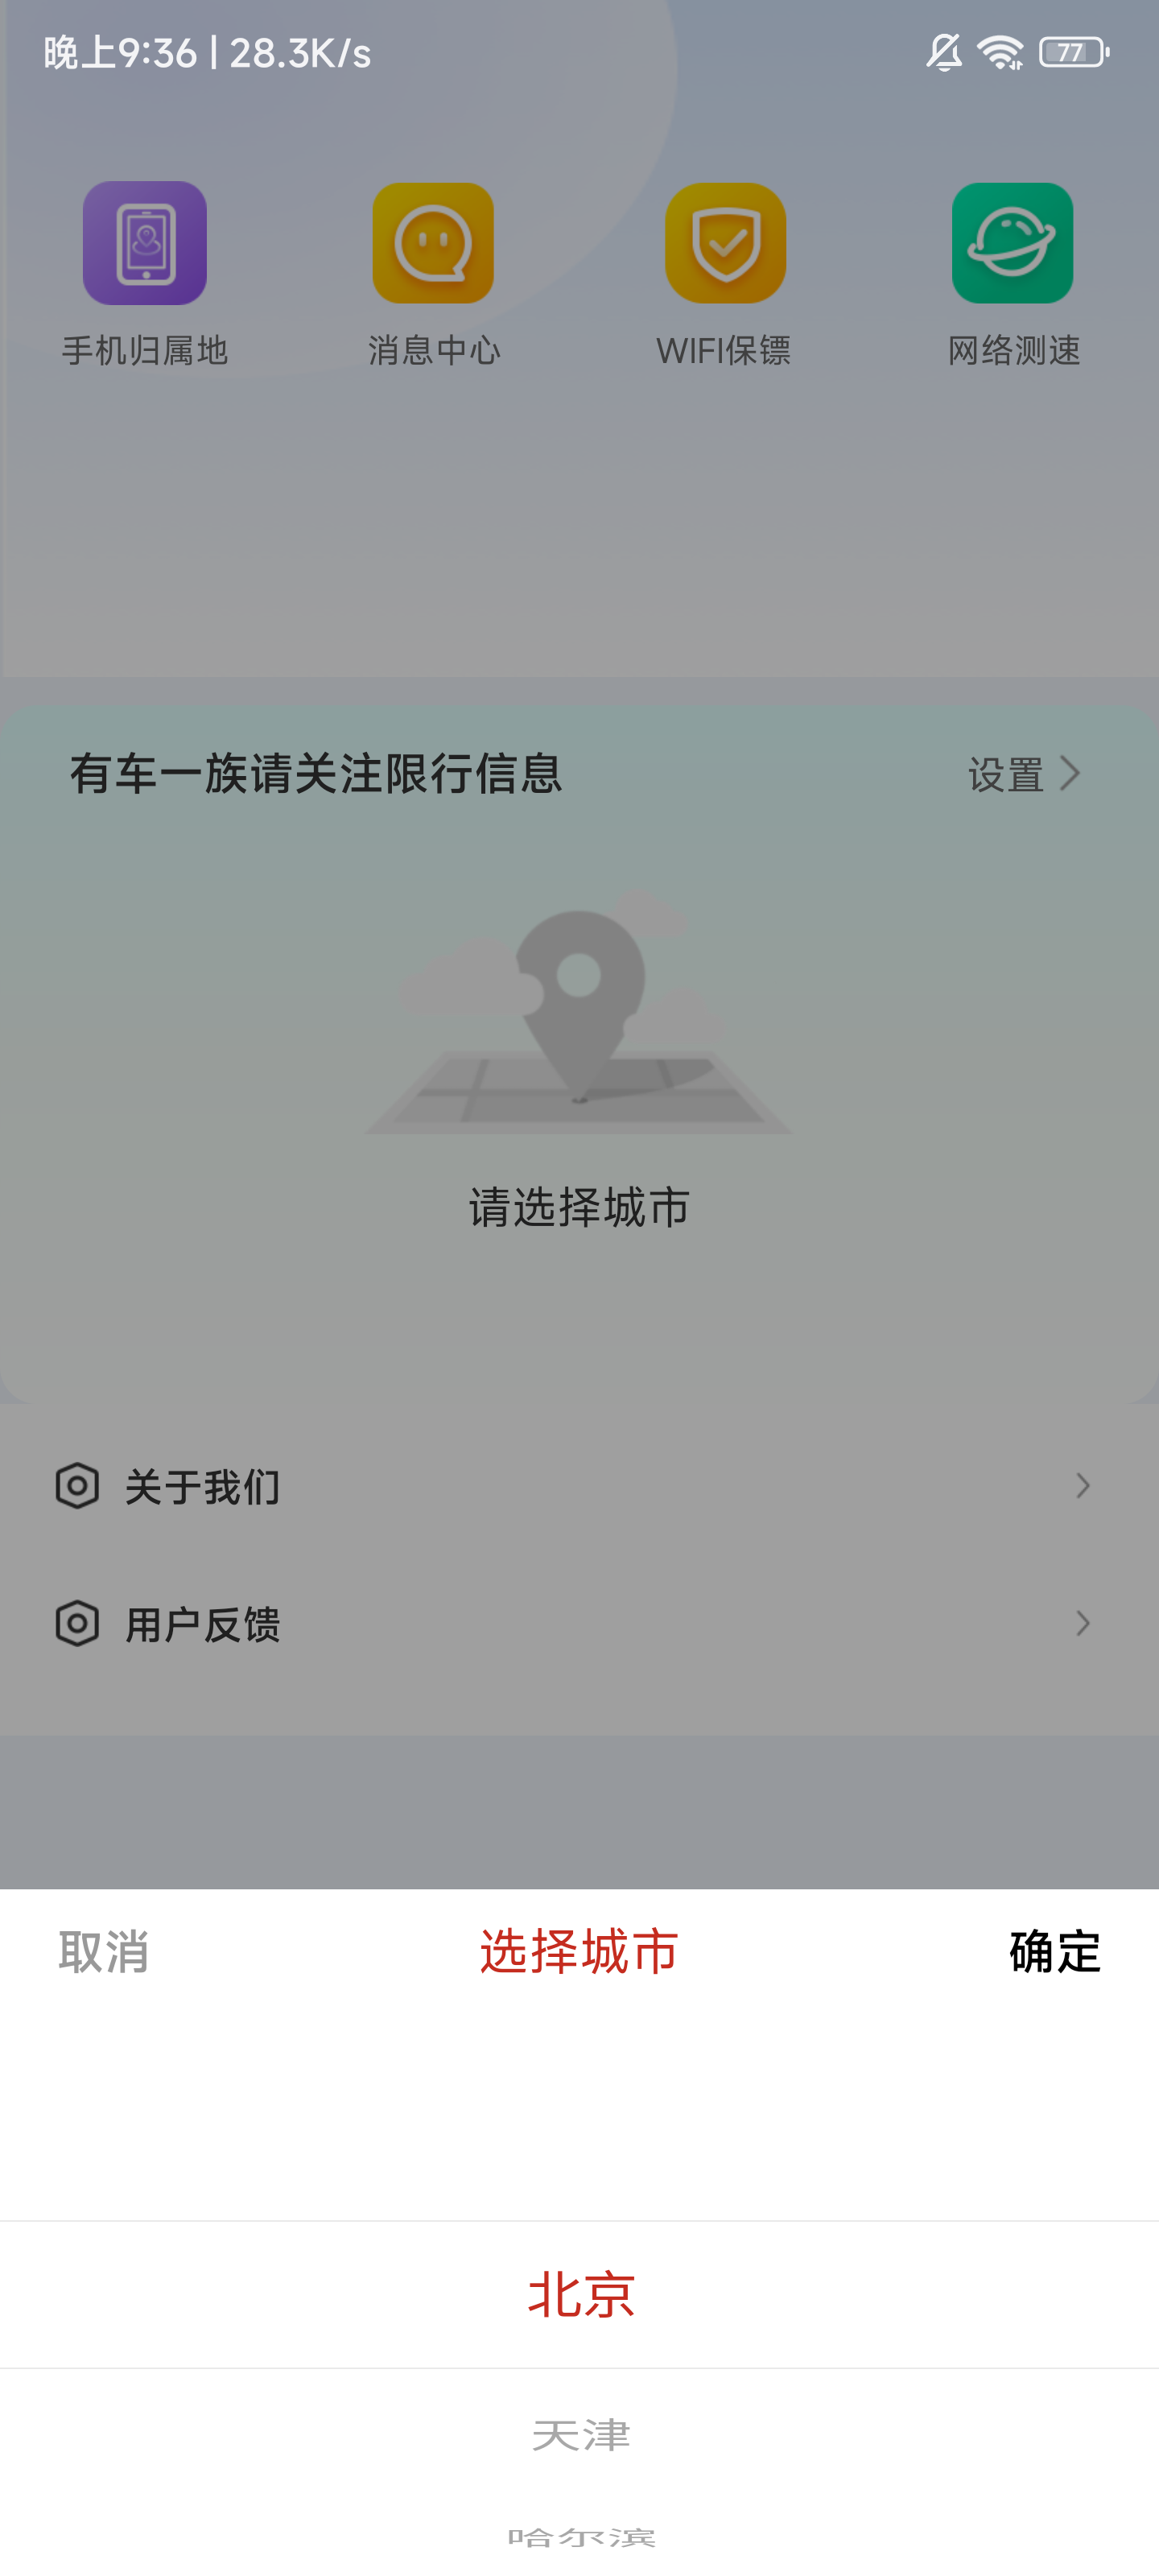 晚上9:36 | 28.3K/s
77
手机归属地 消息中心 WIFI保镖 网络测速
有车一族请关注限行信息 设置
请选择城市
关于我们
用户反馈
取消 选择城市 确定
北京
天津
哈尔滨